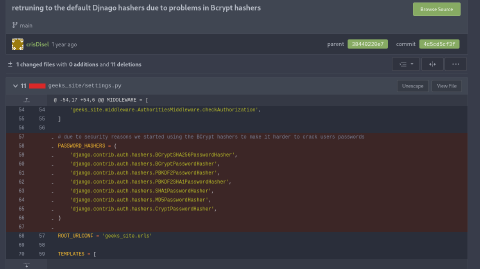 retruning to the default Djnago hashers due to problems in Bcrypt hashers
Browse Source
main
1 year ago
parent
commit
1 changed files with 0 additions and 11 deletions
11 geeks_site/settings.py
Unescape
View File
@ -54,17 +54,6 @@ MIDDLEWARE = [
54 54 'geeks_site.middleware.AuthorityMiddleware.checkAuthorization',
55 55 ]
56 56
57 - # due to security reasons we started using the BCrypt hashers to make it harder to crack users passwords
58 - PASSWORD_HASHERS = (
59 - 'django.contrib.auth.hashers.BCryptSHA256PasswordHasher',
60 - 'django.contrib.auth.hashers.BCryptPasswordHasher',
61 - 'django.contrib.auth.hashers.PBKDF2PasswordHasher',
62 - 'django.contrib.auth.hashers.PBKDF2SHA1PasswordHasher',
63 - 'django.contrib.auth.hashers.SHA1PasswordHasher',
64 - 'django.contrib.auth.hashers.MD5PasswordHasher',
65 - 'django.contrib.auth.hashers.CryptPasswordHasher',
66 - )
67 -
68 57 ROOT_URLCONF = 'geeks_site.urls'
69 58
70 59 TEMPLATES = [